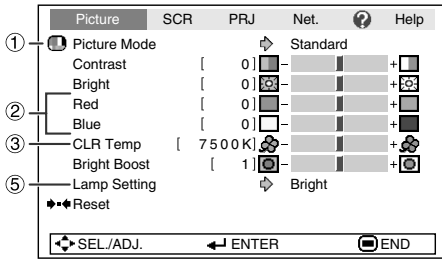 Picture SCR PRJ Net. ? Help
① Picture Mode Standard
Contrast [ 0] - +
Bright [ 0] - +
② Red [ 0] - +
Blue [ 0] - +
③ CLR Temp [ 7500K] - +
Bright Boost [ 1] - +
⑤ Lamp Setting Bright
Reset
SEL./ADJ. ENTER END